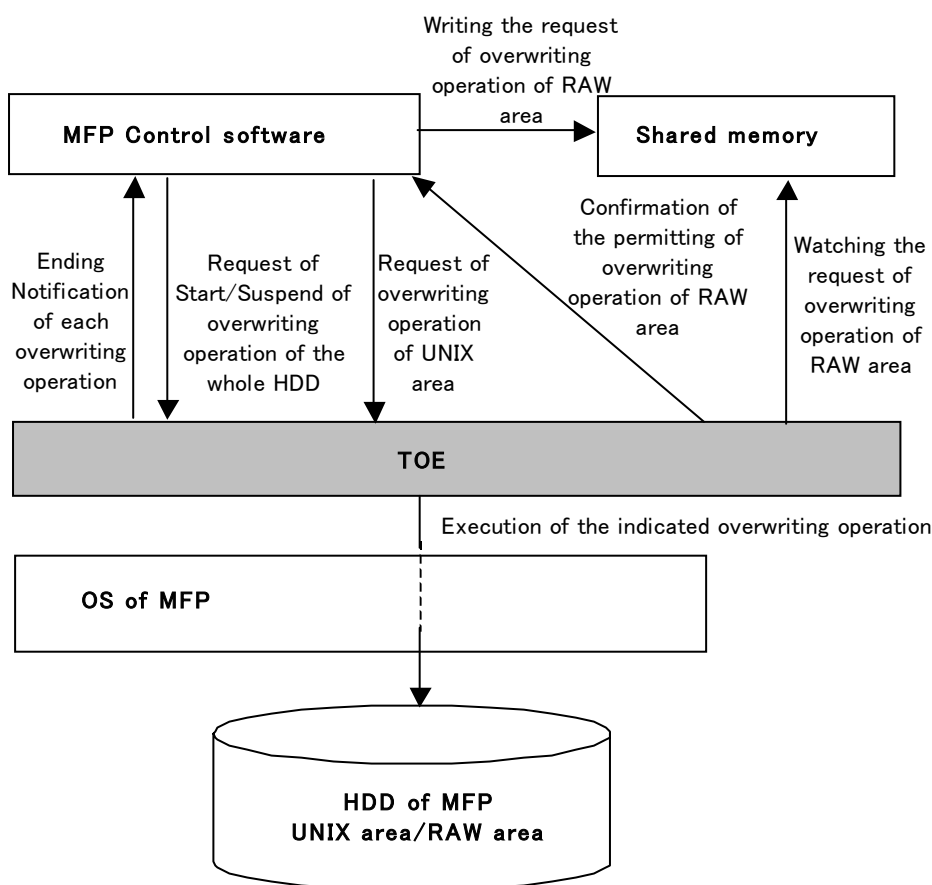 Writing the request
of overwriting
operation of RAW
area
MFP Control software
Shared memory
Ending
Notification
of each
overwriting
operation
Request of
Start/Suspend of
overwriting
operation of the
whole HDD
Request of
overwriting
operation
of UNIX
area
Confirmation of
the permitting of
overwriting
operation of RAW
area
Watching the
request of
overwriting
operation of
RAW area
TOE
Execution of the indicated overwriting operation
OS of MFP
HDD of MFP
UNIX area/RAW area